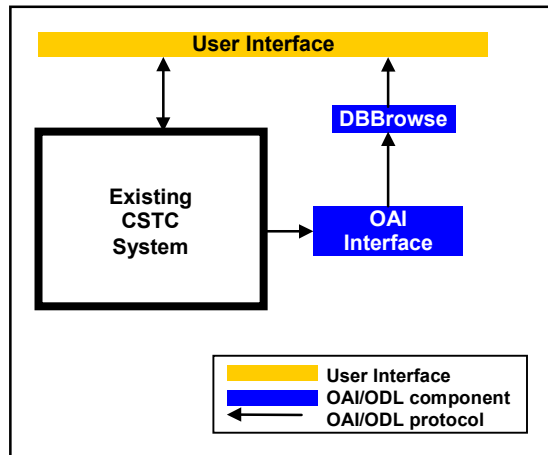 User Interface
DBBrowse
Existing
CSTC
System
OAI
Interface
User Interface
OAI/ODL component
OAI/ODL protocol